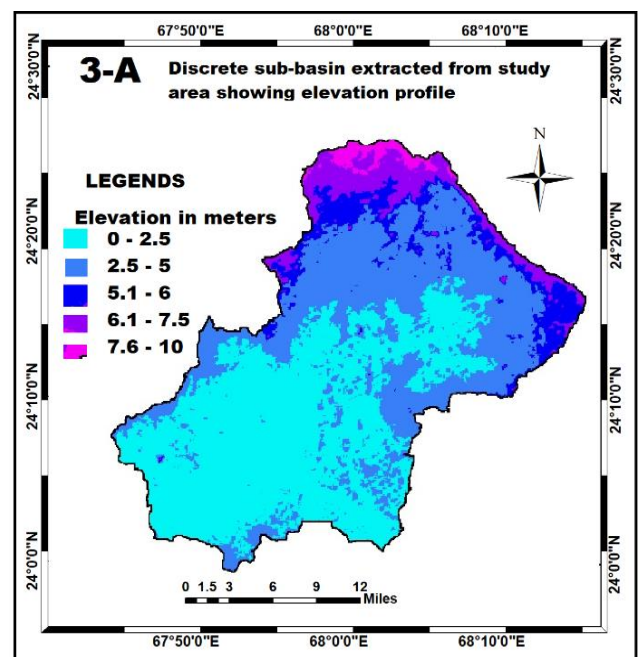 67°50'0"E 68°0'0"E 68°10'0"E
24°30'0"N 24°30'0"N
3-A Discrete sub-basin extracted from study
area showing elevation profile
N
LEGENDS
Elevation in meters
0 - 2.5
2.5 - 5
5.1 - 6
6.1 - 7.5
7.6 - 10
24°20'0"N 24°20'0"N
24°10'0"N 24°10'0"N
24°0'0"N 24°0'0"N
0 1.5 3 6 9 12
Miles
67°50'0"E 68°0'0"E 68°10'0"E